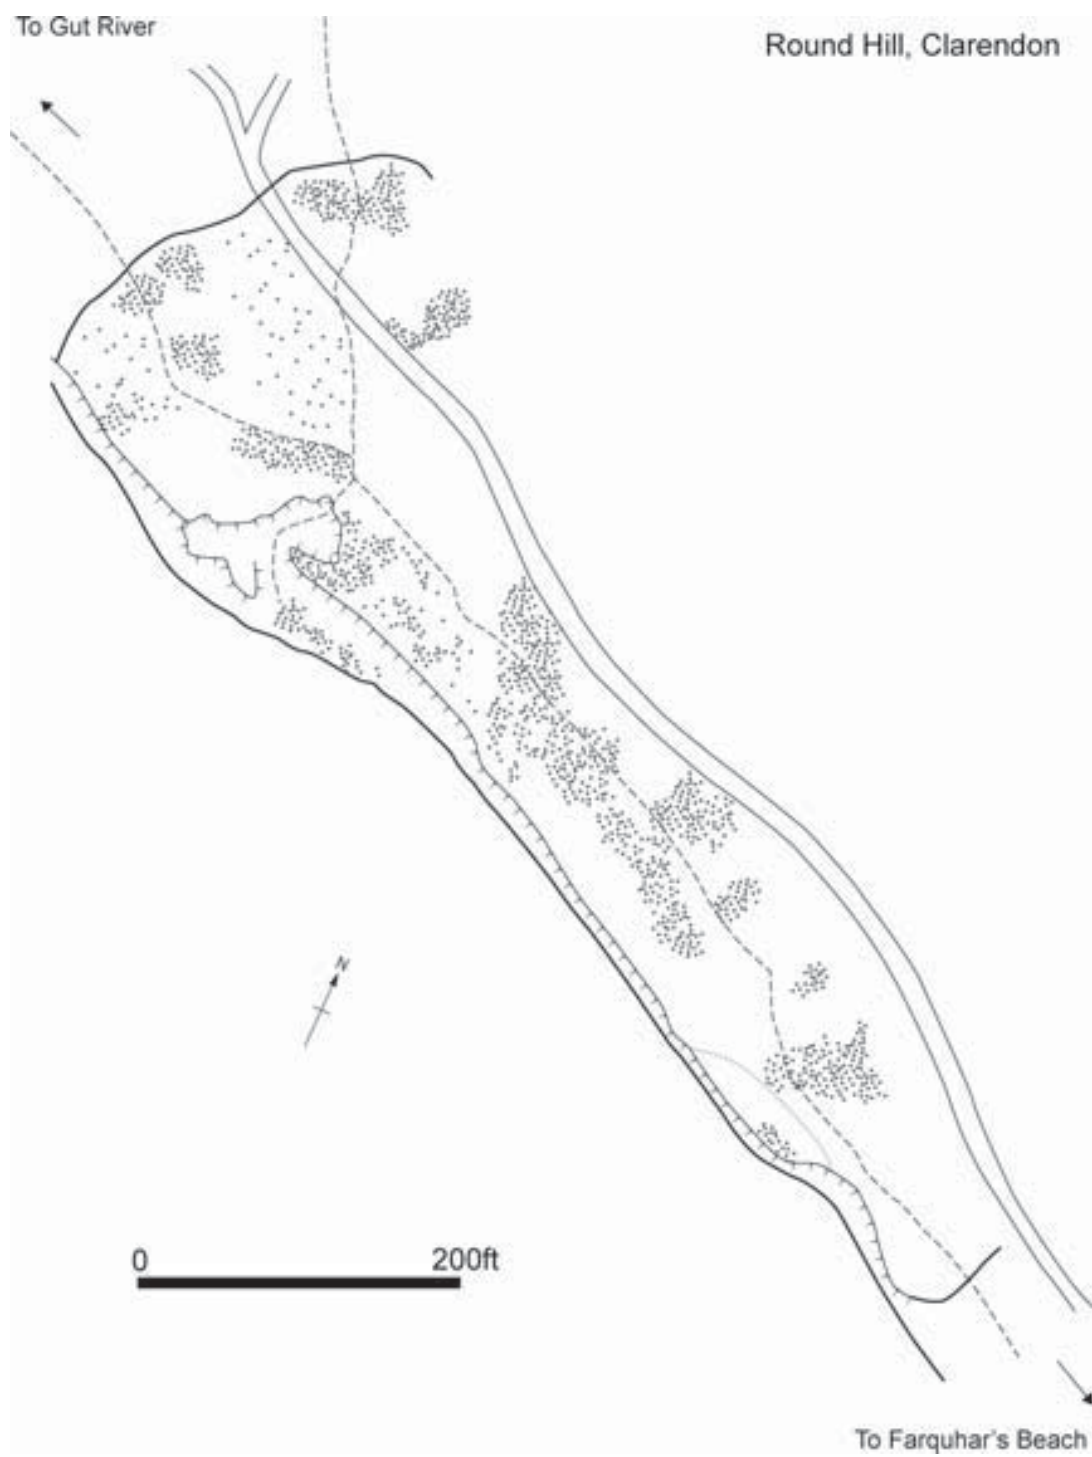 To Gut River
Round Hill, Clarendon
N
0 200ft
To Farquhar's Beach